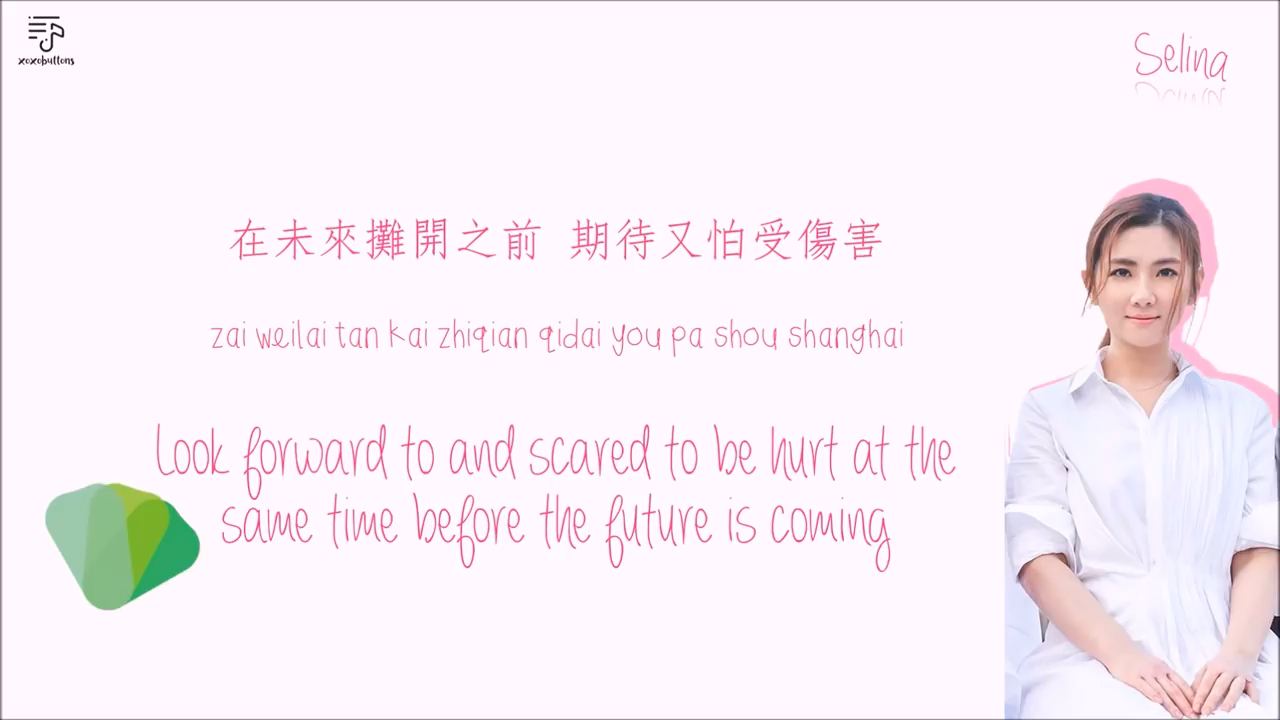 xoxobuttons
Selina
在未來攤開之前 期待又怕受傷害
zai weilai tan kai zhiqian qidai you pa shou shanghai
Look forward to and scared to be hurt at the
same time before the future is coming